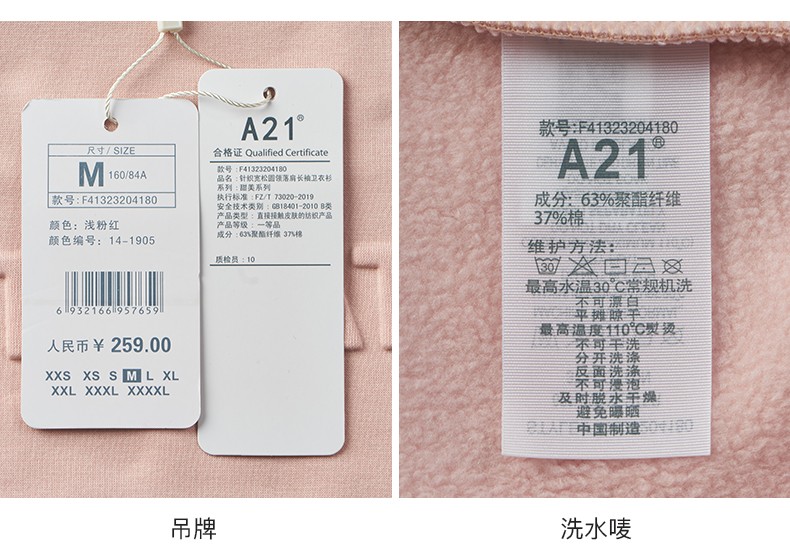 尺寸 / SIZE
M 160/84A
款号: F41323204180
颜色: 浅粉红
颜色编号: 14-1905
6 932166 957659
人民币 ¥ 259.00
XXS XS S M L XL
XXL XXXL XXXXL
A21®
合格证 Qualified Certificate
款号: F41323204180
品名: 针织宽松圆领落肩长袖卫衣衫
系列: 甜美系列
执行标准: FZ/T 73020-2019
安全技术类别: GB18401-2010 B类
产品类型: 直接接触皮肤的纺织产品
产品等级: 一等品
成分: 63%聚酯纤维 37%棉
质检员: 10
款号:F41323204180
A21®
成分: 63%聚酯纤维
37%棉
维护方法:
30
最高水温30℃常规机洗
不可漂白
平摊晾干
最高温度110℃熨烫
不可干洗
分开洗涤
反面洗涤
不可浸泡
及时脱水干燥
避免曝晒
中国制造
吊牌
洗水唛